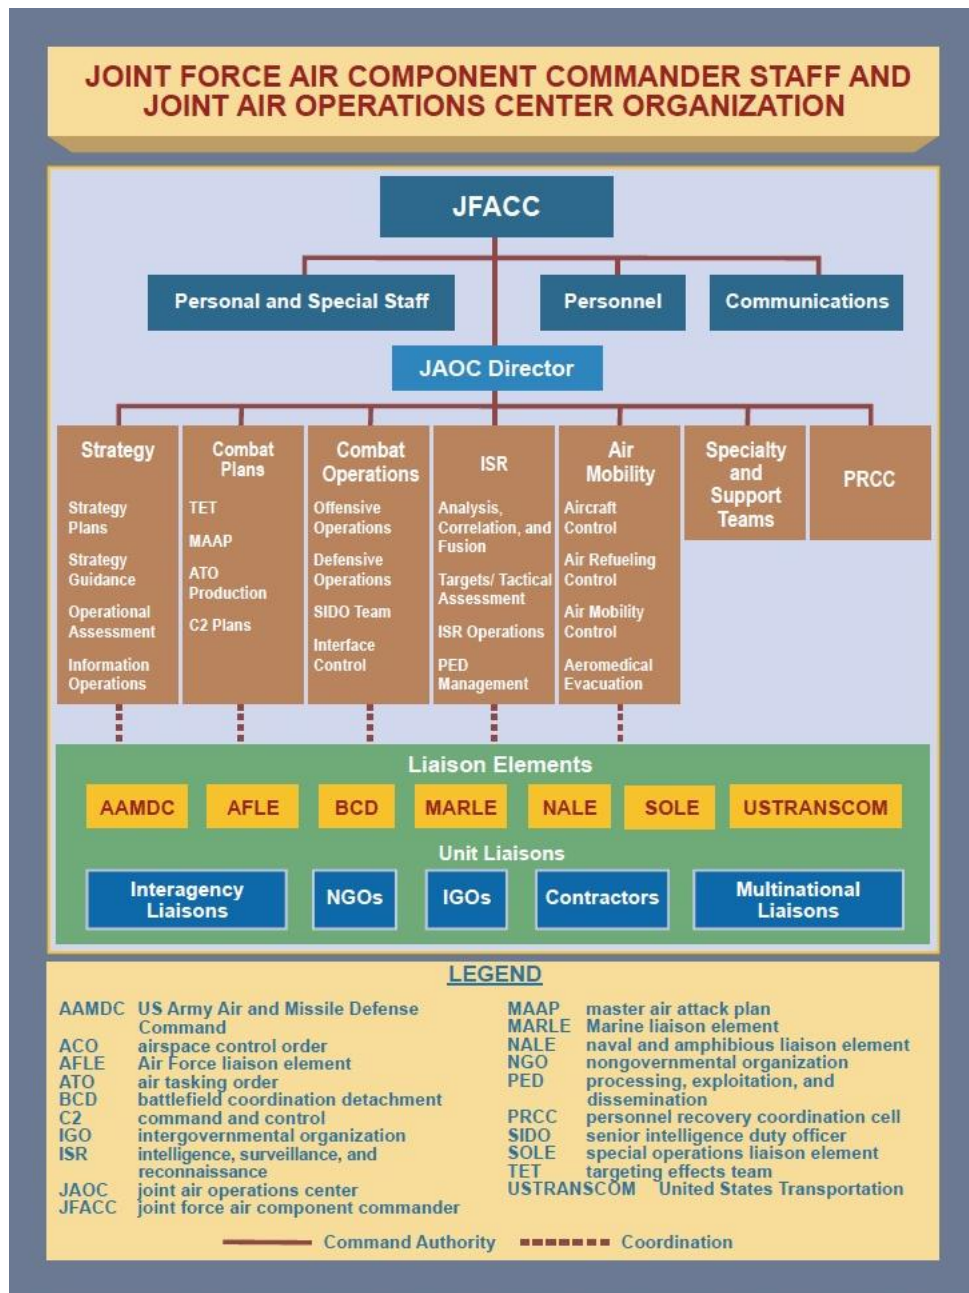 JOINT FORCE AIR COMPONENT COMMANDER STAFF AND
JOINT AIR OPERATIONS CENTER ORGANIZATION
JFACC
Personal and Special Staff
Personnel
Communications
JAOC Director
Strategy
Strategy
Plans
Strategy
Guidance
Operational
Assessment
Information
Operations
Combat
Plans
TET
MAAP
ATO
Production
C2 Plans
Combat
Operations
Offensive
Operations
Defensive
Operations
SIDO Team
Interface
Control
ISR
Analysis,
Correlation, and
Fusion
Targets/ Tactical
Assessment
ISR Operations
PED
Management
Air
Mobility
Aircraft
Control
Air Refueling
Control
Air Mobility
Control
Aeromedical
Evacuation
Specialty
and
Support
Teams
PRCC
Liaison Elements
AAMDC
AFLE
BCD
MARLE
NALE
SOLE
USTRANSCOM
Unit Liaisons
Interagency
Liaisons
NGOs
IGOs
Contractors
Multinational
Liaisons
LEGEND
AAMDC US Army Air and Missile Defense
Command
ACO airspace control order
AFLE Air Force liaison element
ATO air tasking order
BCD battlefield coordination detachment
C2 command and control
IGO intergovernmental organization
ISR intelligence, surveillance, and
reconnaissance
JAOC joint air operations center
JFACC joint force air component commander
MAAP master air attack plan
MARLE Marine liaison element
NALE naval and amphibious liaison element
NGO nongovernmental organization
PED processing, exploitation, and
dissemination
PRCC personnel recovery coordination cell
SIDO senior intelligence duty officer
SOLE special operations liaison element
TET targeting effects team
USTRANSCOM United States Transportation
Command Authority
Coordination